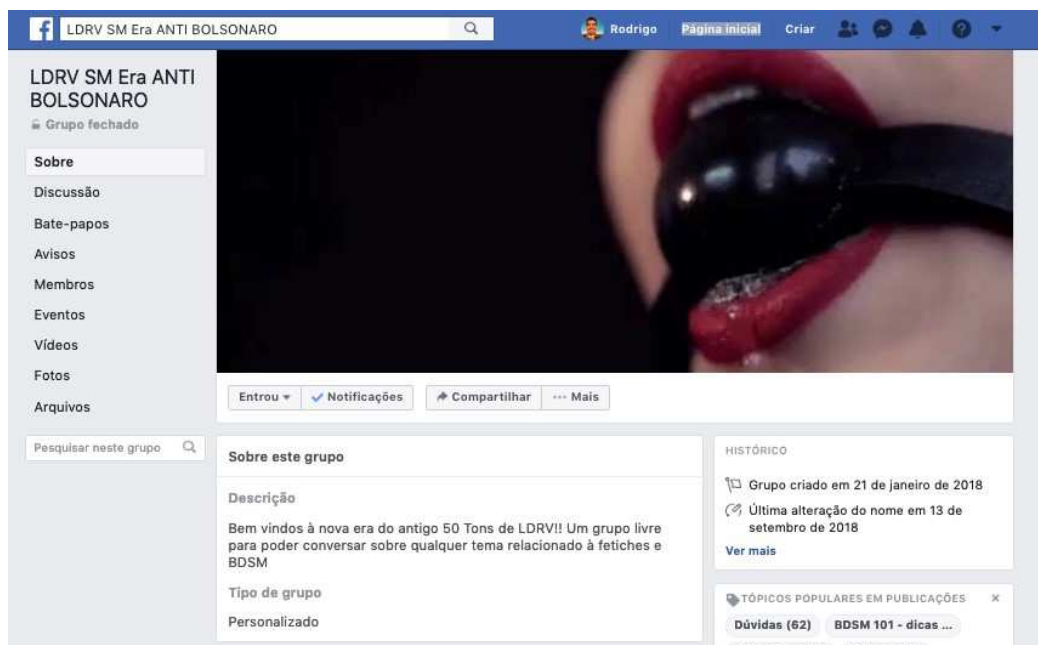 LDRV SM Era ANTI BOLSONARO
Rodrigo Página inicial Criar
LDRV SM Era ANTI
BOLSONARO
Grupo fechado
Sobre
Discussão
Bate-papos
Avisos
Membros
Eventos
Vídeos
Fotos
Arquivos
Pesquisar neste grupo
Entrou Notificações Compartilhar Mais
Sobre este grupo
Descrição
Bem vindos à nova era do antigo 50 Tons de LDRV!! Um grupo livre
para poder conversar sobre qualquer tema relacionado à fetiches e
BDSM
Tipo de grupo
Personalizado
HISTÓRICO
Grupo criado em 21 de janeiro de 2018
Última alteração do nome em 13 de
setembro de 2018
Ver mais
TÓPICOS POPULARES EM PUBLICAÇÕES
Dúvidas (62) BDSM 101 - dicas ...